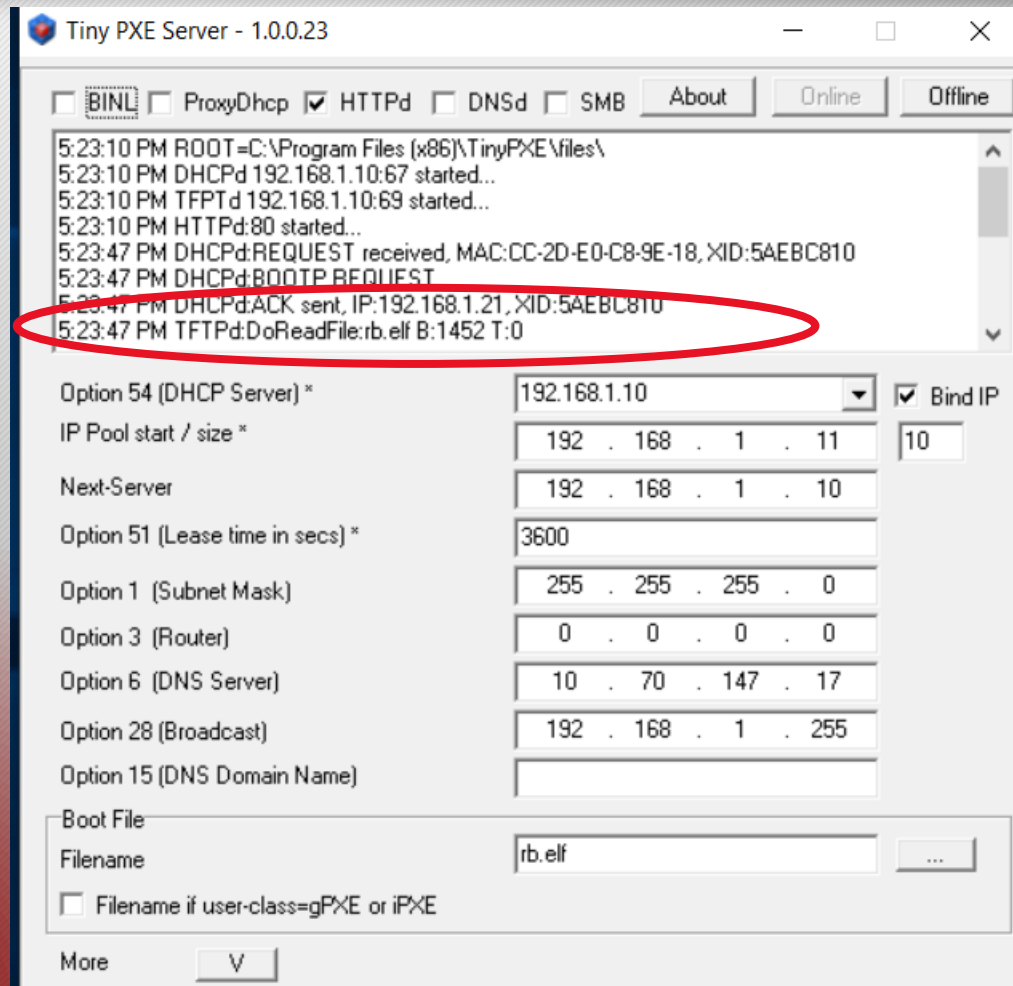 Tiny PXE Server - 1.0.0.23
BINL ProxyDhcp HTTPd DNSd SMB About Online Offline
5:23:10 PM ROOT=C:\Program Files (x86)\TinyPXE\files\
5:23:10 PM DHCPd 192.168.1.10:67 started...
5:23:10 PM TFPTd 192.168.1.10:69 started...
5:23:10 PM HTTPd:80 started...
5:23:47 PM DHCPd:REQUEST received, MAC:CC-2D-E0-C8-9E-18, XID:5AEBC810
5:23:47 PM DHCPd:BOOTP REQUEST
5:23:47 PM DHCPd:ACK sent, IP:192.168.1.21, XID:5AEBC810
5:23:47 PM TFTPd:DoReadFile:rb.elf B:1452 T:0
Option 54 (DHCP Server) * 192.168.1.10 Bind IP
IP Pool start / size * 192 . 168 . 1 . 11 10
Next-Server 192 . 168 . 1 . 10
Option 51 (Lease time in secs) * 3600
Option 1 (Subnet Mask) 255 . 255 . 255 . 0
Option 3 (Router) 0 . 0 . 0 . 0
Option 6 (DNS Server) 10 . 70 . 147 . 17
Option 28 (Broadcast) 192 . 168 . 1 . 255
Option 15 (DNS Domain Name)
Boot File
Filename rb.elf ...
Filename if user-class=gPXE or iPXE
More V